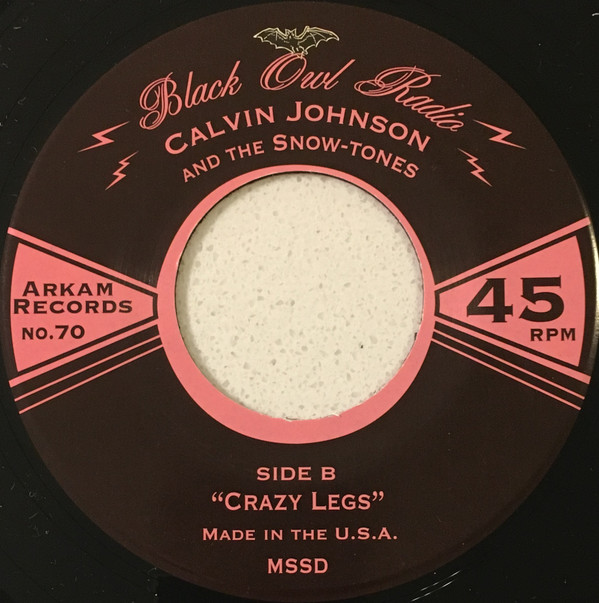 Black Owl Radio
CALVIN JOHNSON
AND THE SNOW-TONES
ARKAM
RECORDS
NO.70
45
RPM
SIDE B
“CRAZY LEGS”
MADE IN THE U.S.A.
MSSD